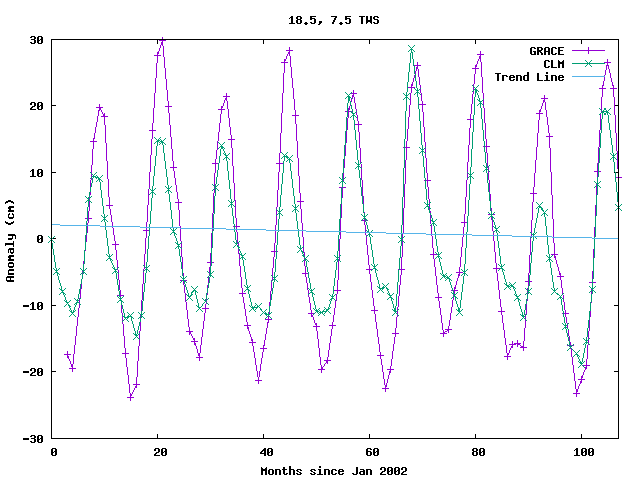 18.5, 7.5 TWS
GRACE
CLM
Trend Line
30
20
10
0
-10
-20
-30
Anomaly (cm)
0 20 40 60 80 100
Months since Jan 2002